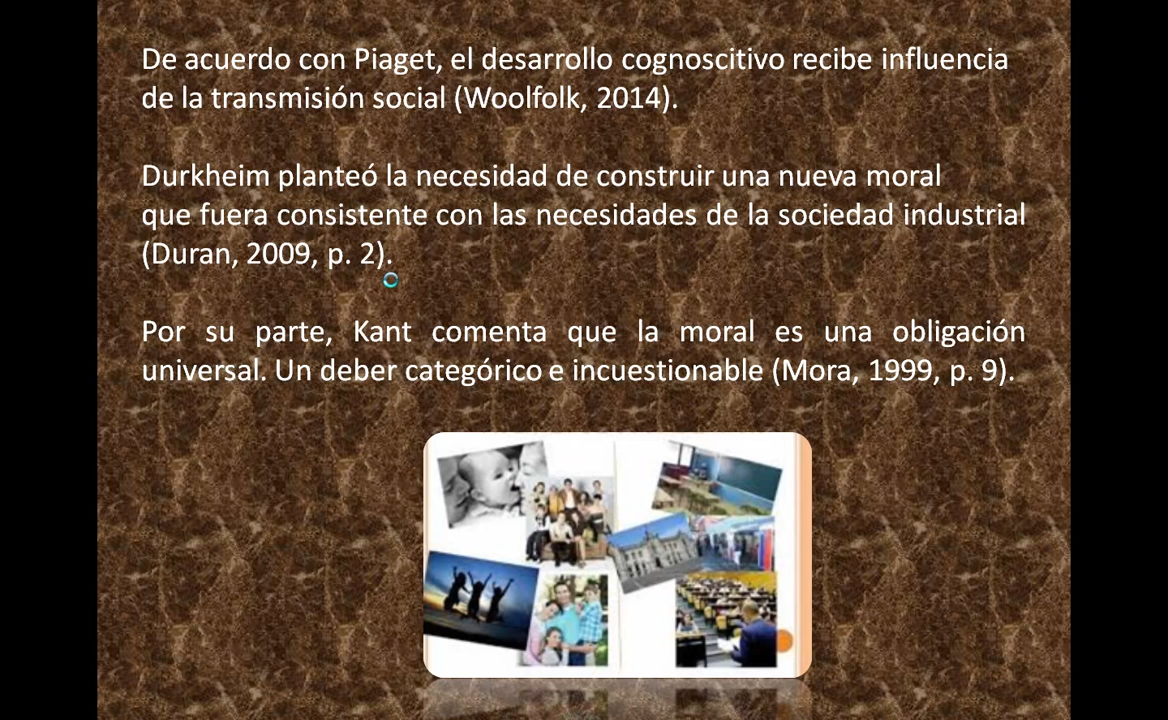 De acuerdo con Piaget, el desarrollo cognoscitivo recibe influencia
de la transmisión social (Woolfolk, 2014).
Durkheim planteó la necesidad de construir una nueva moral
que fuera consistente con las necesidades de la sociedad industrial
(Duran, 2009, p. 2).
Por su parte, Kant comenta que la moral es una obligación
universal. Un deber categórico e incuestionable (Mora, 1999, p. 9).